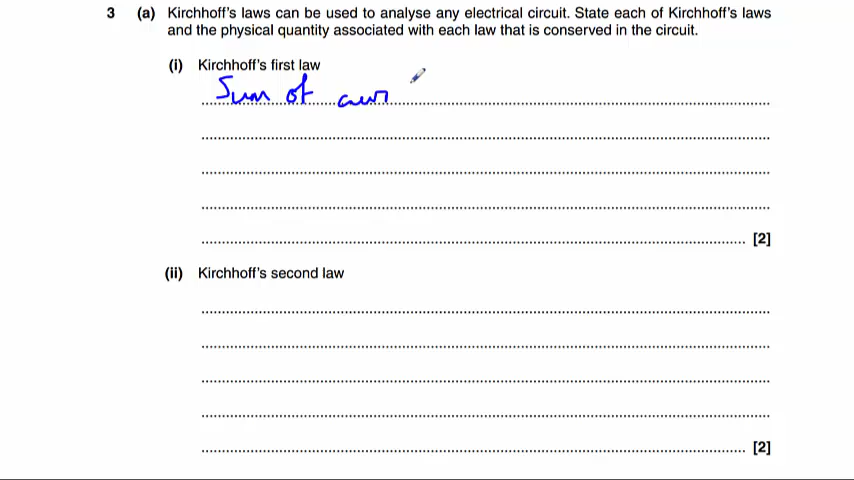 3 (a) Kirchhoff's laws can be used to analyse any electrical circuit. State each of Kirchhoff's laws
and the physical quantity associated with each law that is conserved in the circuit.
(i) Kirchhoff's first law
Sum of curr
[2]
(ii) Kirchhoff's second law
[2]